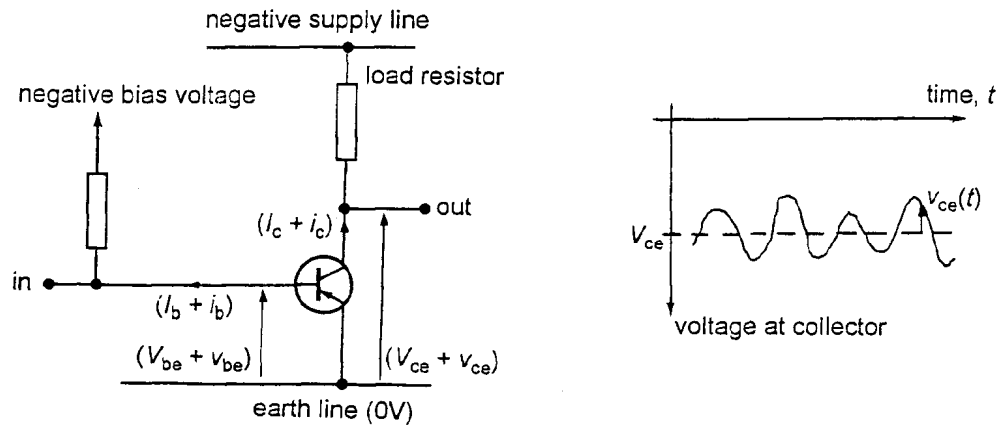 negative supply line
load resistor
negative bias voltage
time, t
(I_c + i_c)
out
v_ce(t)
V_ce
in
(I_b + i_b)
voltage at collector
(V_be + v_be)
(V_ce + v_ce)
earth line (0V)